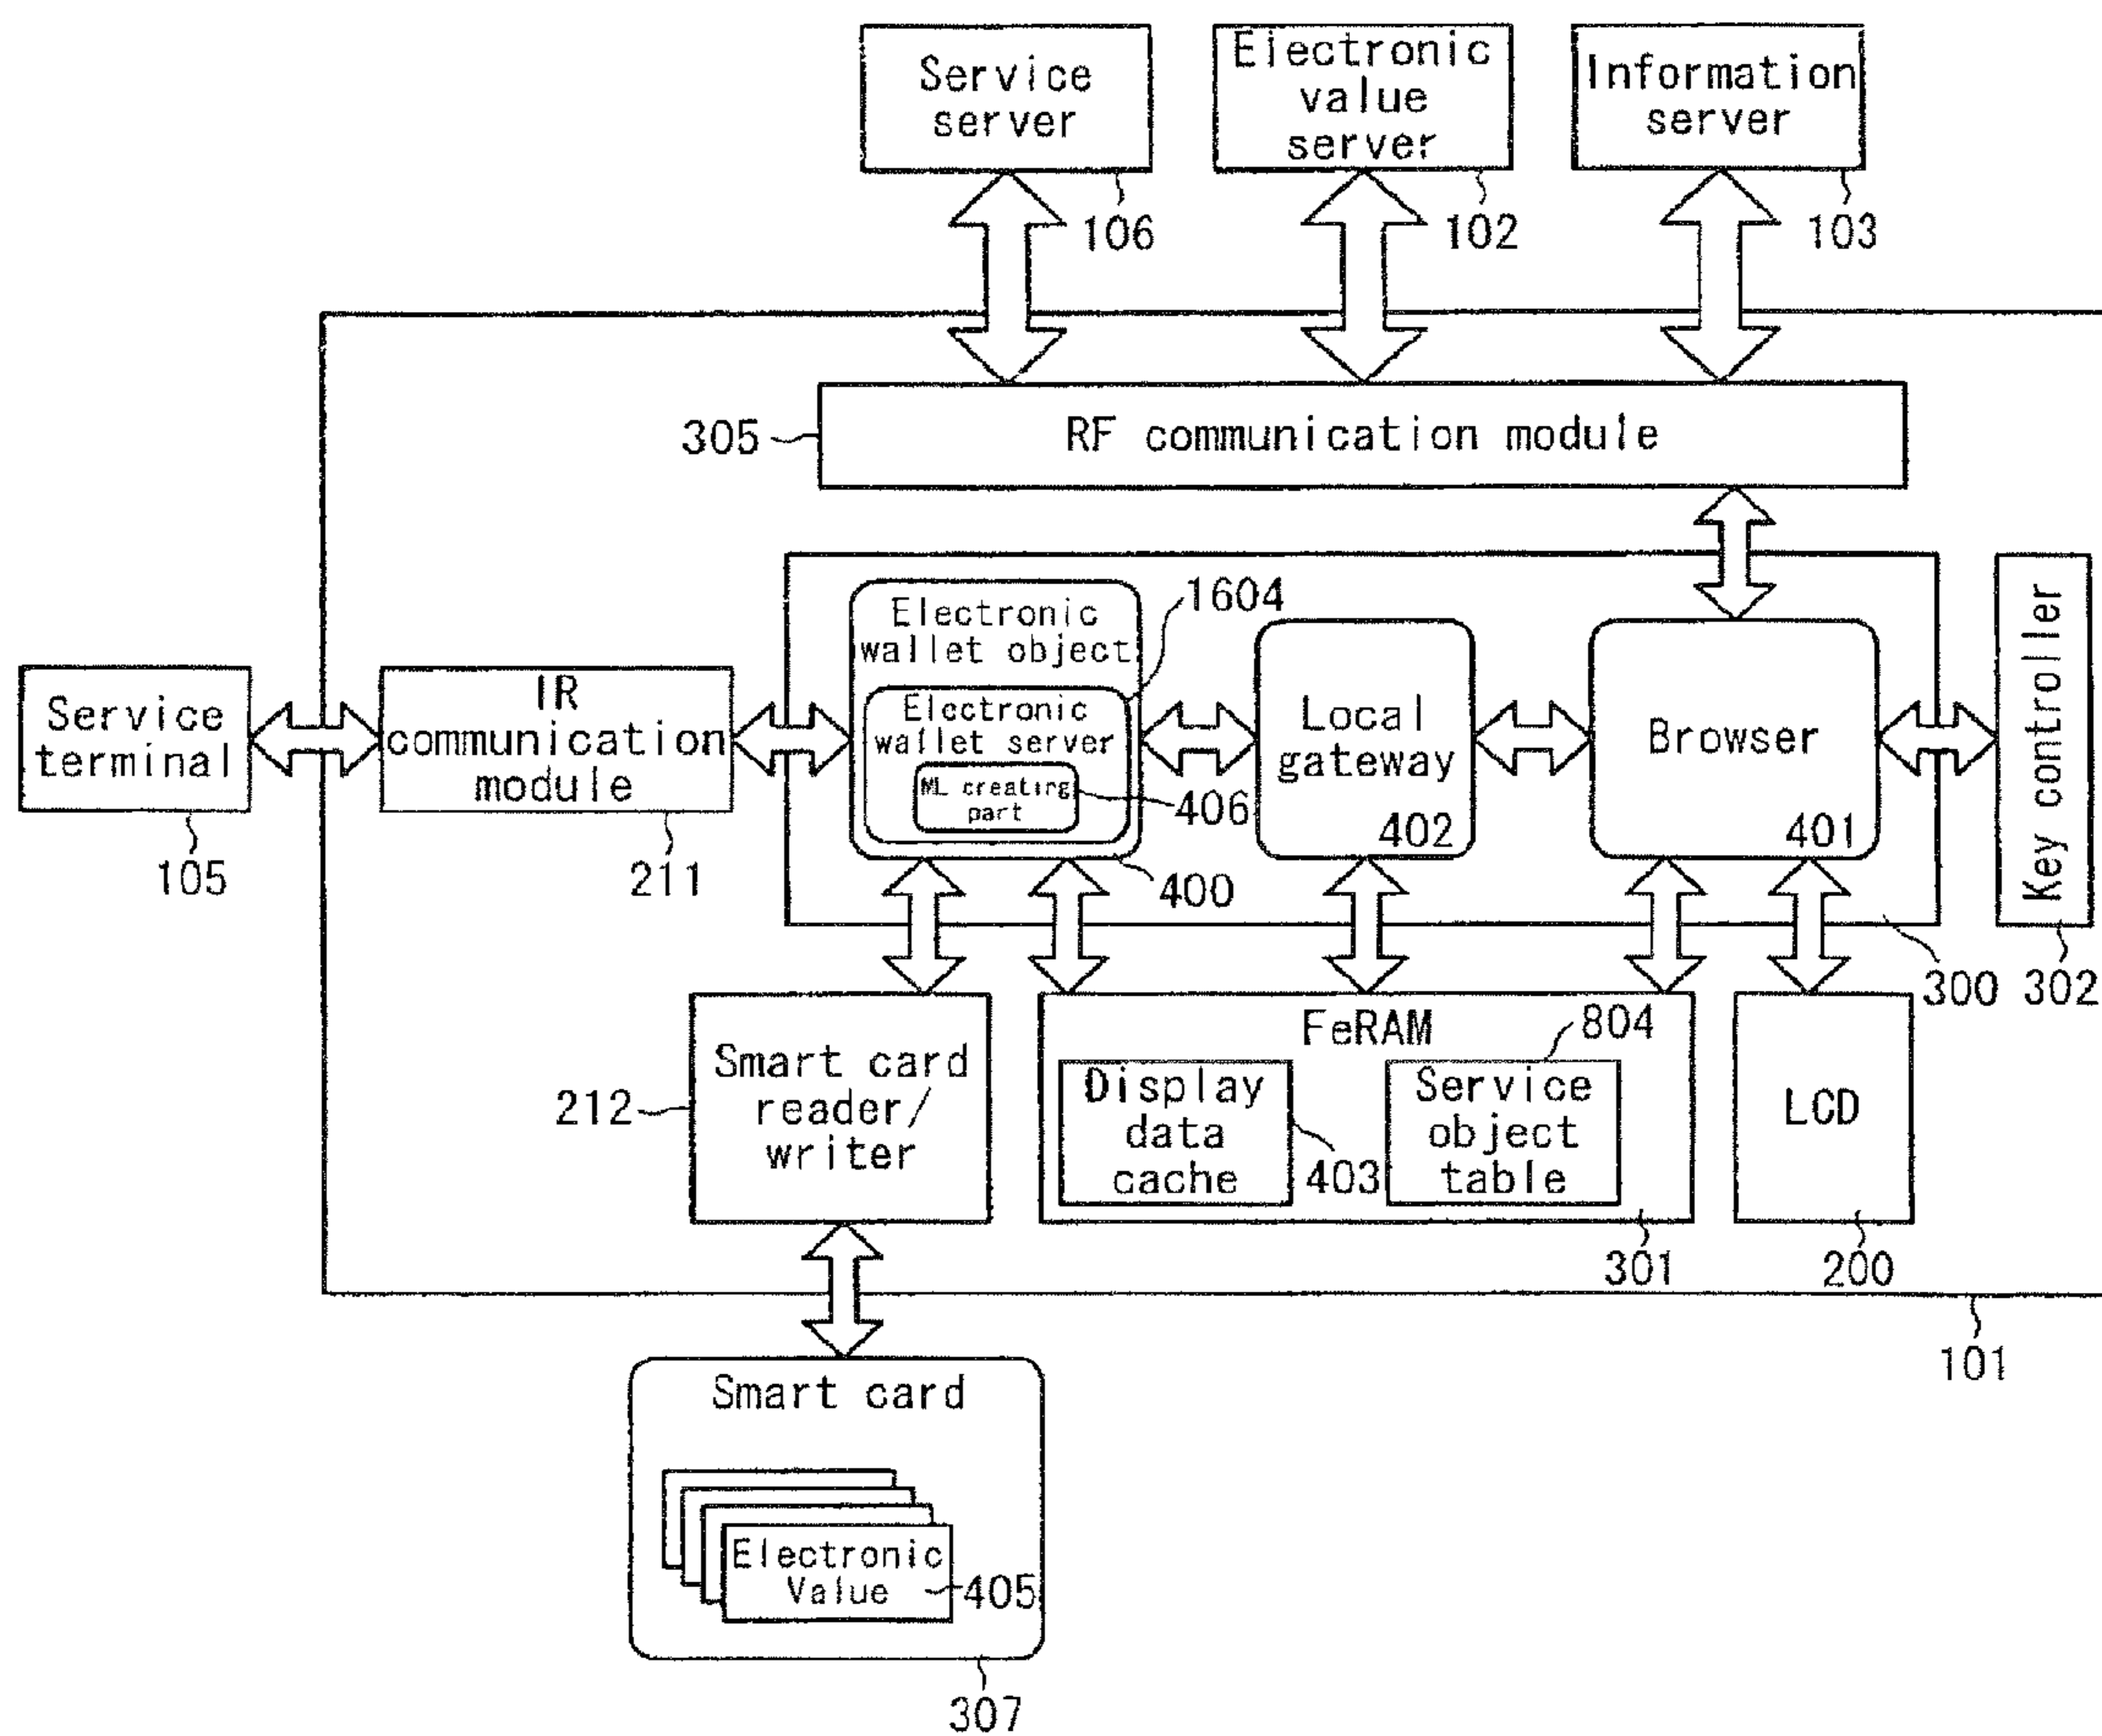 Service
server
106
Electronic
value
server
102
Information
server
103
305
RF communication module
Electronic
wallet object
1604
Electronic
wallet server
ML creating
part
406
400
Local
gateway
402
Browser
401
Key controller
302
300
Service
terminal
105
IR
communication
module
211
212
Smart card
reader/
writer
FeRAM
804
Display
data
cache
403
Service
object
table
301
LCD
200
101
Smart card
Electronic
Value
405
307